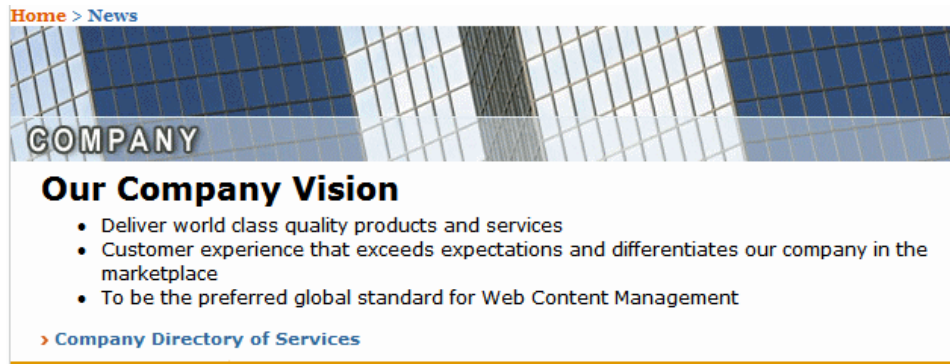 Home > News
COMPANY
Our Company Vision
• Deliver world class quality products and services
• Customer experience that exceeds expectations and differentiates our company in the
marketplace
• To be the preferred global standard for Web Content Management
› Company Directory of Services